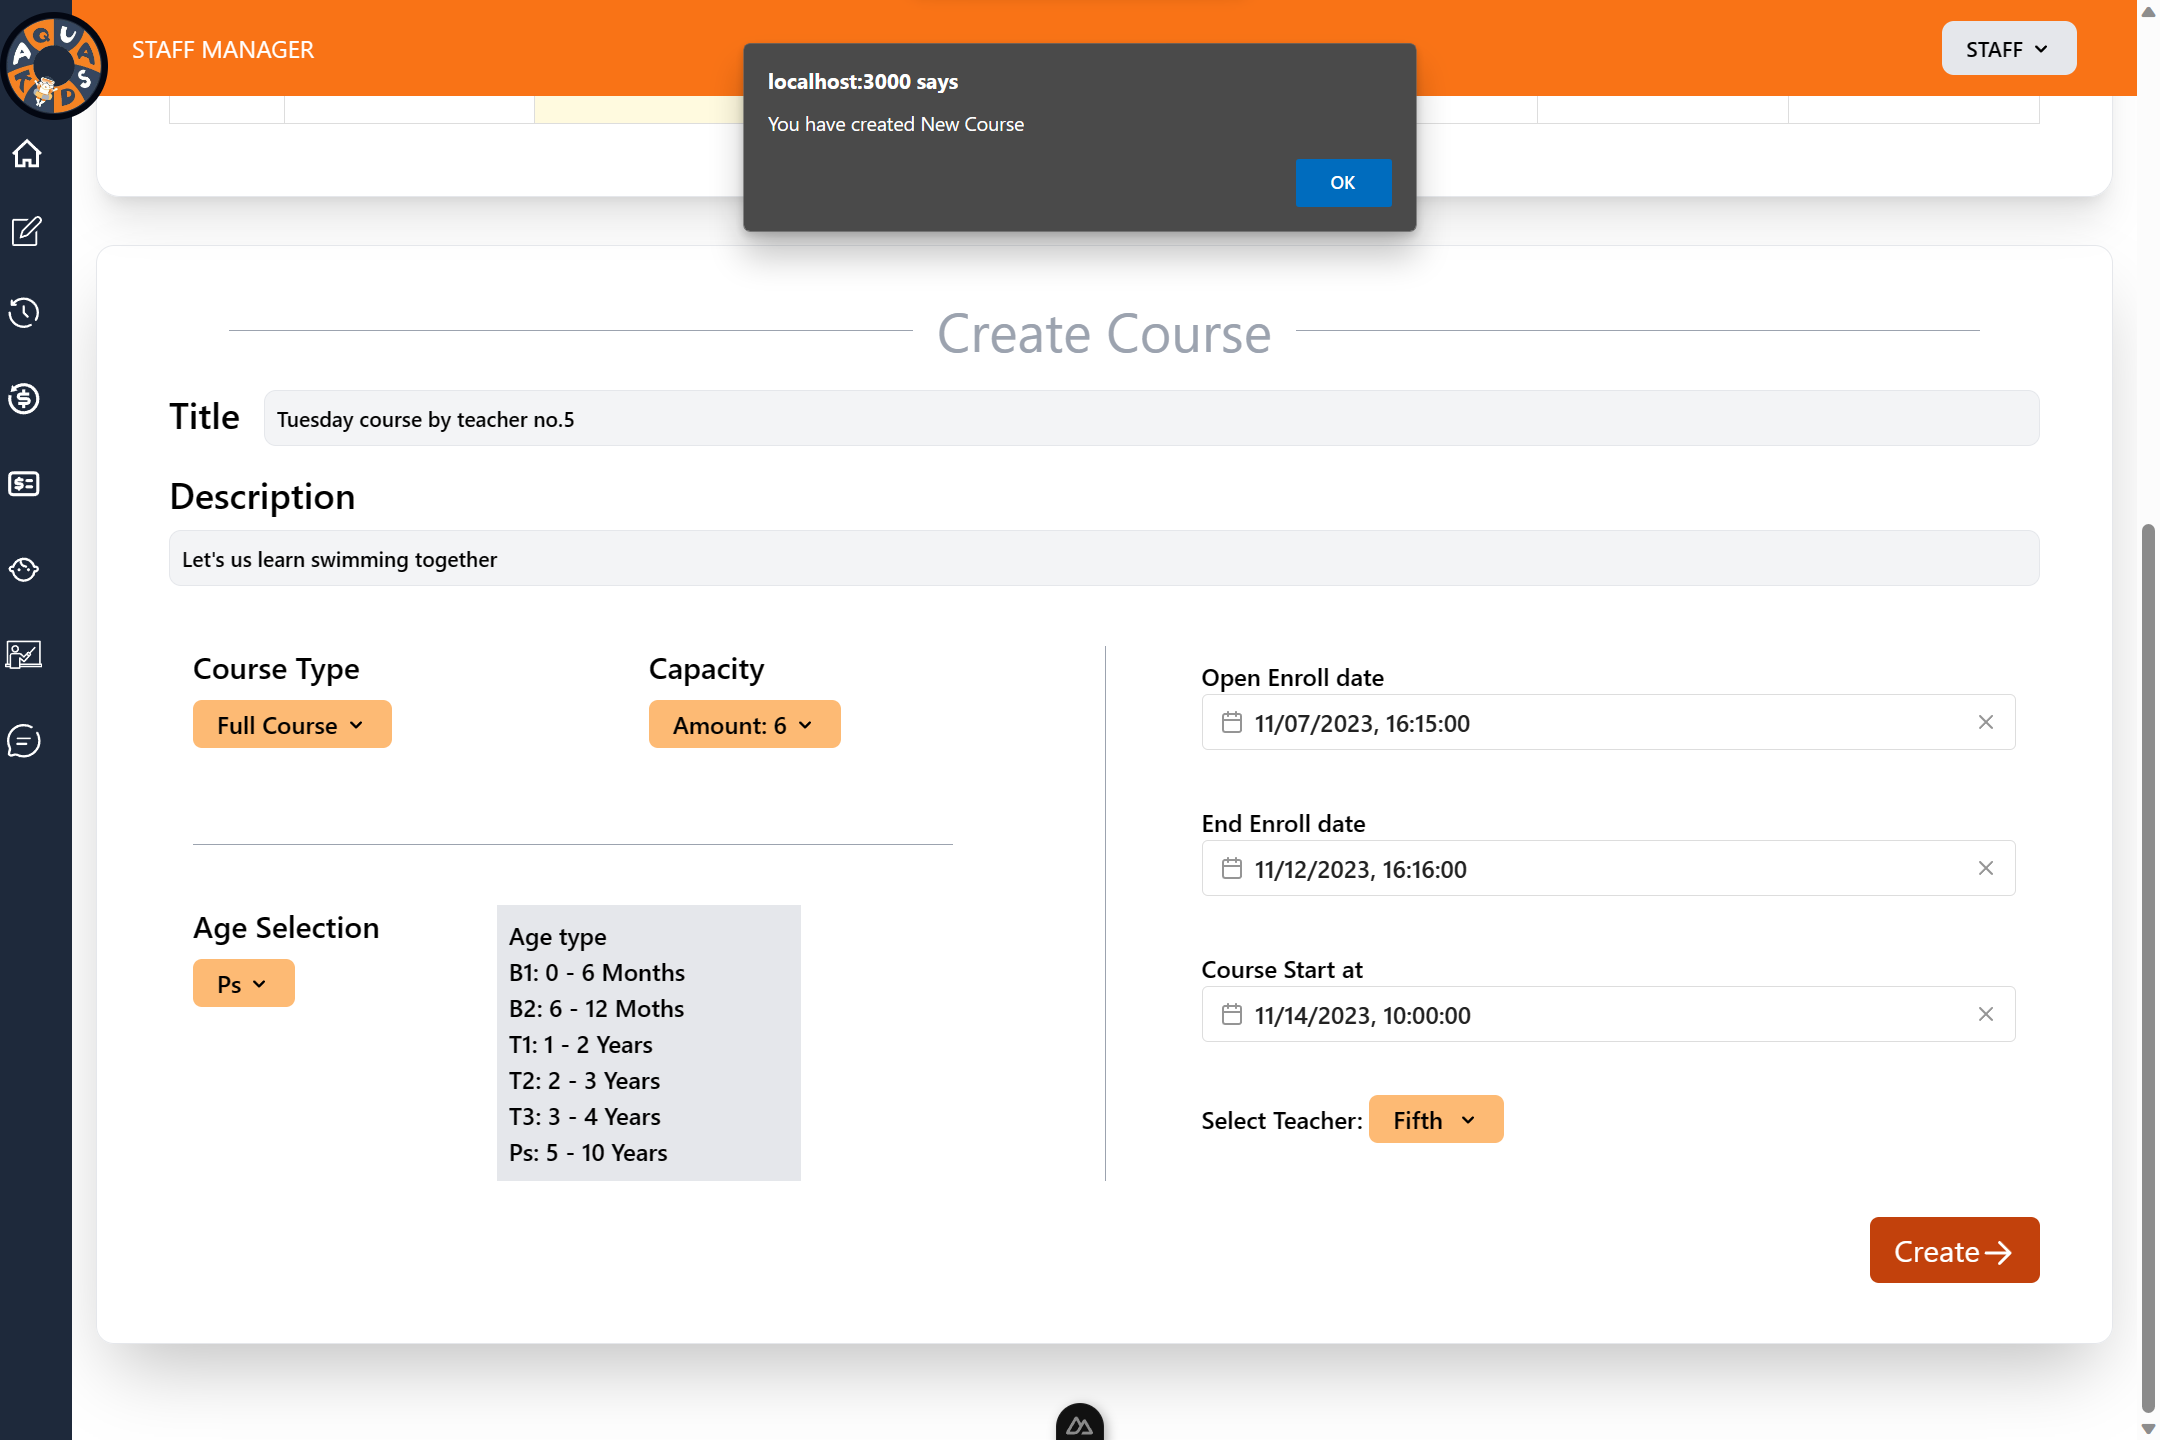 AQUA KIDS
STAFF MANAGER
STAFF
localhost:3000 says
You have created New Course
OK
Create Course
Title
Tuesday course by teacher no.5
Description
Let's us learn swimming together
Course Type
Full Course
Capacity
Amount: 6
Age Selection
Ps
Age type
B1: 0 - 6 Months
B2: 6 - 12 Moths
T1: 1 - 2 Years
T2: 2 - 3 Years
T3: 3 - 4 Years
Ps: 5 - 10 Years
Open Enroll date
11/07/2023, 16:15:00
End Enroll date
11/12/2023, 16:16:00
Course Start at
11/14/2023, 10:00:00
Select Teacher:
Fifth
Create